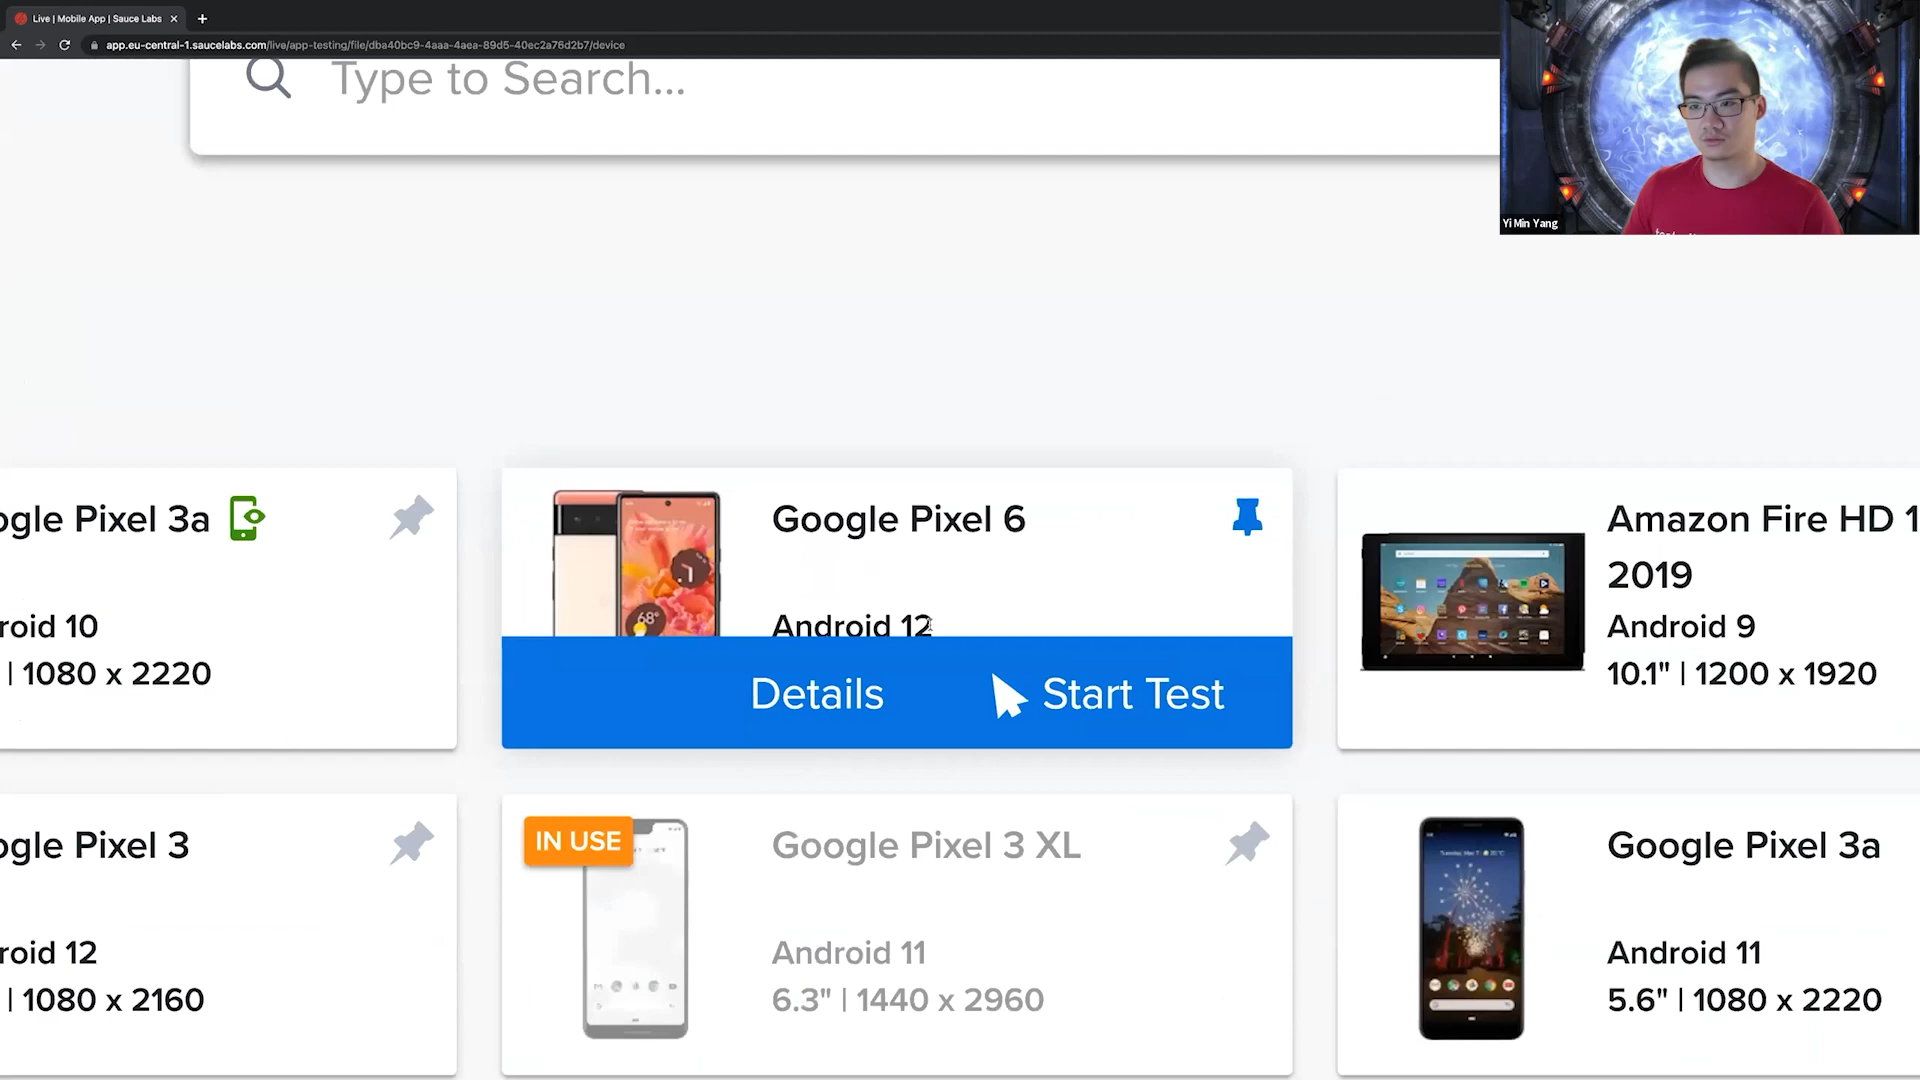 Live | Mobile App | Sauce Labs
app.eu-central-1.saucelabs.com/live/app-testing/file/dba40bc9-4aaa-4aea-89d5-40ec2a76d2b7/device
Type to Search...
Yi Min Yang
ogle Pixel 3a
roid 10
| 1080 x 2220
Google Pixel 6
Android 12
Details
Start Test
Amazon Fire HD 1
2019
Android 9
10.1" | 1200 x 1920
ogle Pixel 3
roid 12
| 1080 x 2160
IN USE
Google Pixel 3 XL
Android 11
6.3" | 1440 x 2960
Google Pixel 3a
Android 11
5.6" | 1080 x 2220